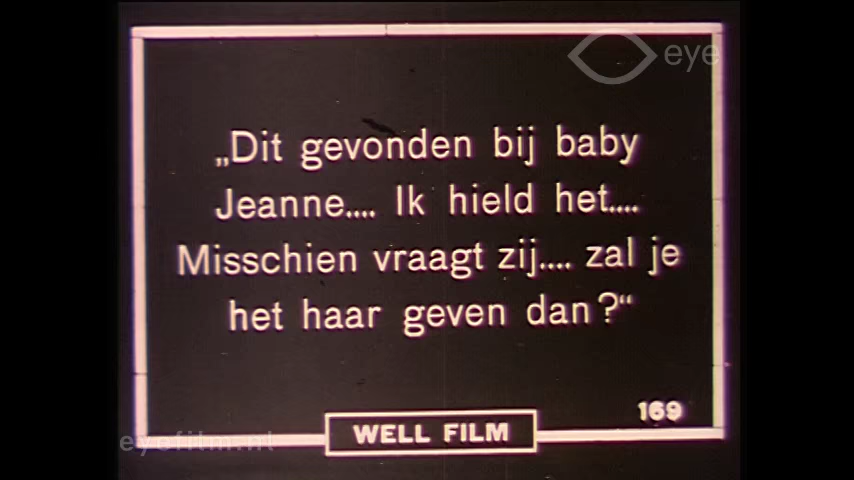 eye
„Dit gevonden bij baby
Jeanne.... Ik hield het....
Misschien vraagt zij.... zal je
het haar geven dan?“
169
WELL FILM
eyefilm.nl